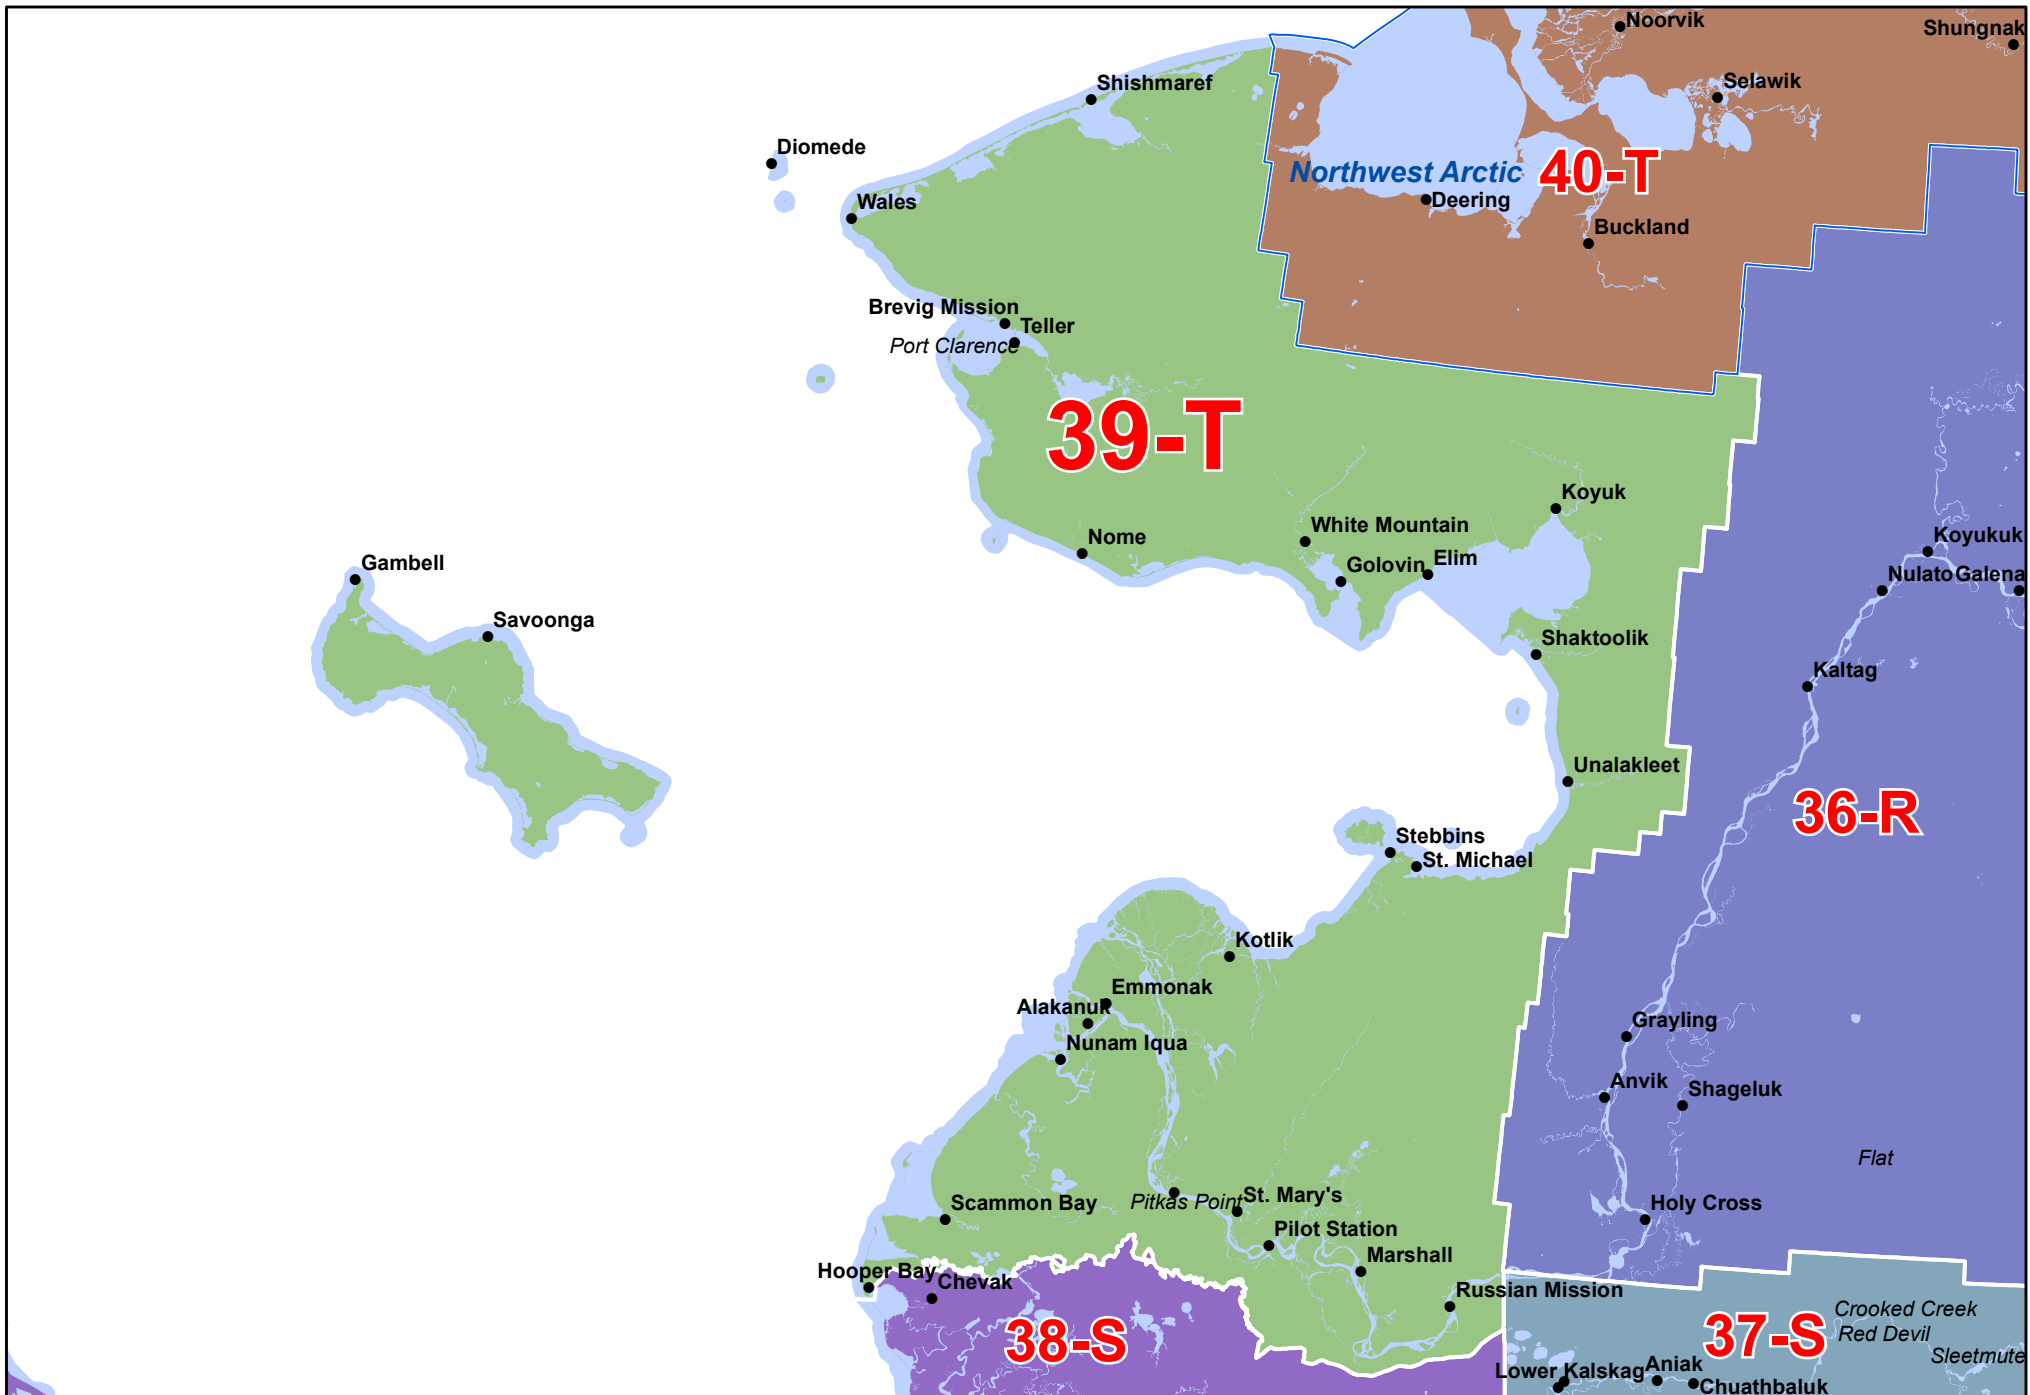 Noorvik
Shungnak
Shishmaref
Selawik
Diomede
Northwest Arctic
40-T
Wales
Deering
Buckland
Brevig Mission
Teller
Port Clarence
39-T
Koyuk
White Mountain
Nome
Koyukuk
Gambell
Golovin
Elim
Nulato
Galena
Savoonga
Shaktoolik
Kaltag
Unalakleet
36-R
Stebbins
St. Michael
Kotlik
Emmonak
Alakanuk
Grayling
Nunam Iqua
Anvik
Shageluk
Flat
Scammon Bay
Pitkas Point
St. Mary's
Holy Cross
Pilot Station
Marshall
Hooper Bay
Chevak
Russian Mission
38-S
37-S
Crooked Creek
Red Devil
Sleetmute
Lower Kalskag
Aniak
Chuathbaluk